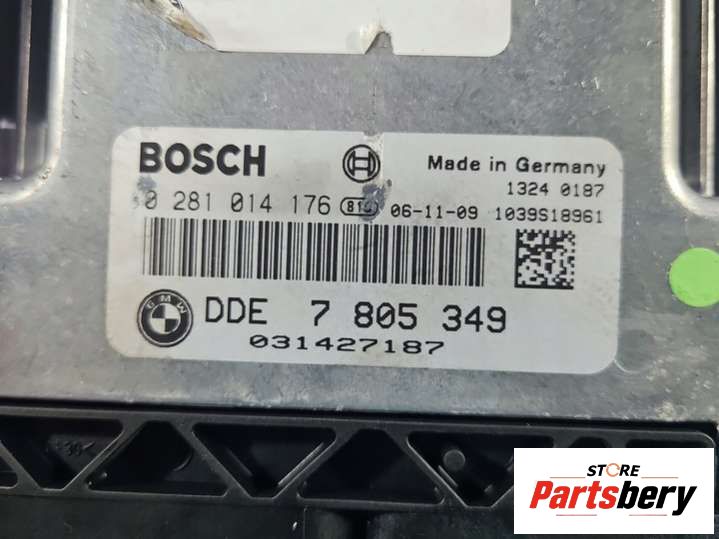 BOSCH
Made in Germany
1324 0187
0 281 014 176 06-11-09 1039S18961
BMW
DDE 7 805 349
031427187
STORE
Partsbery